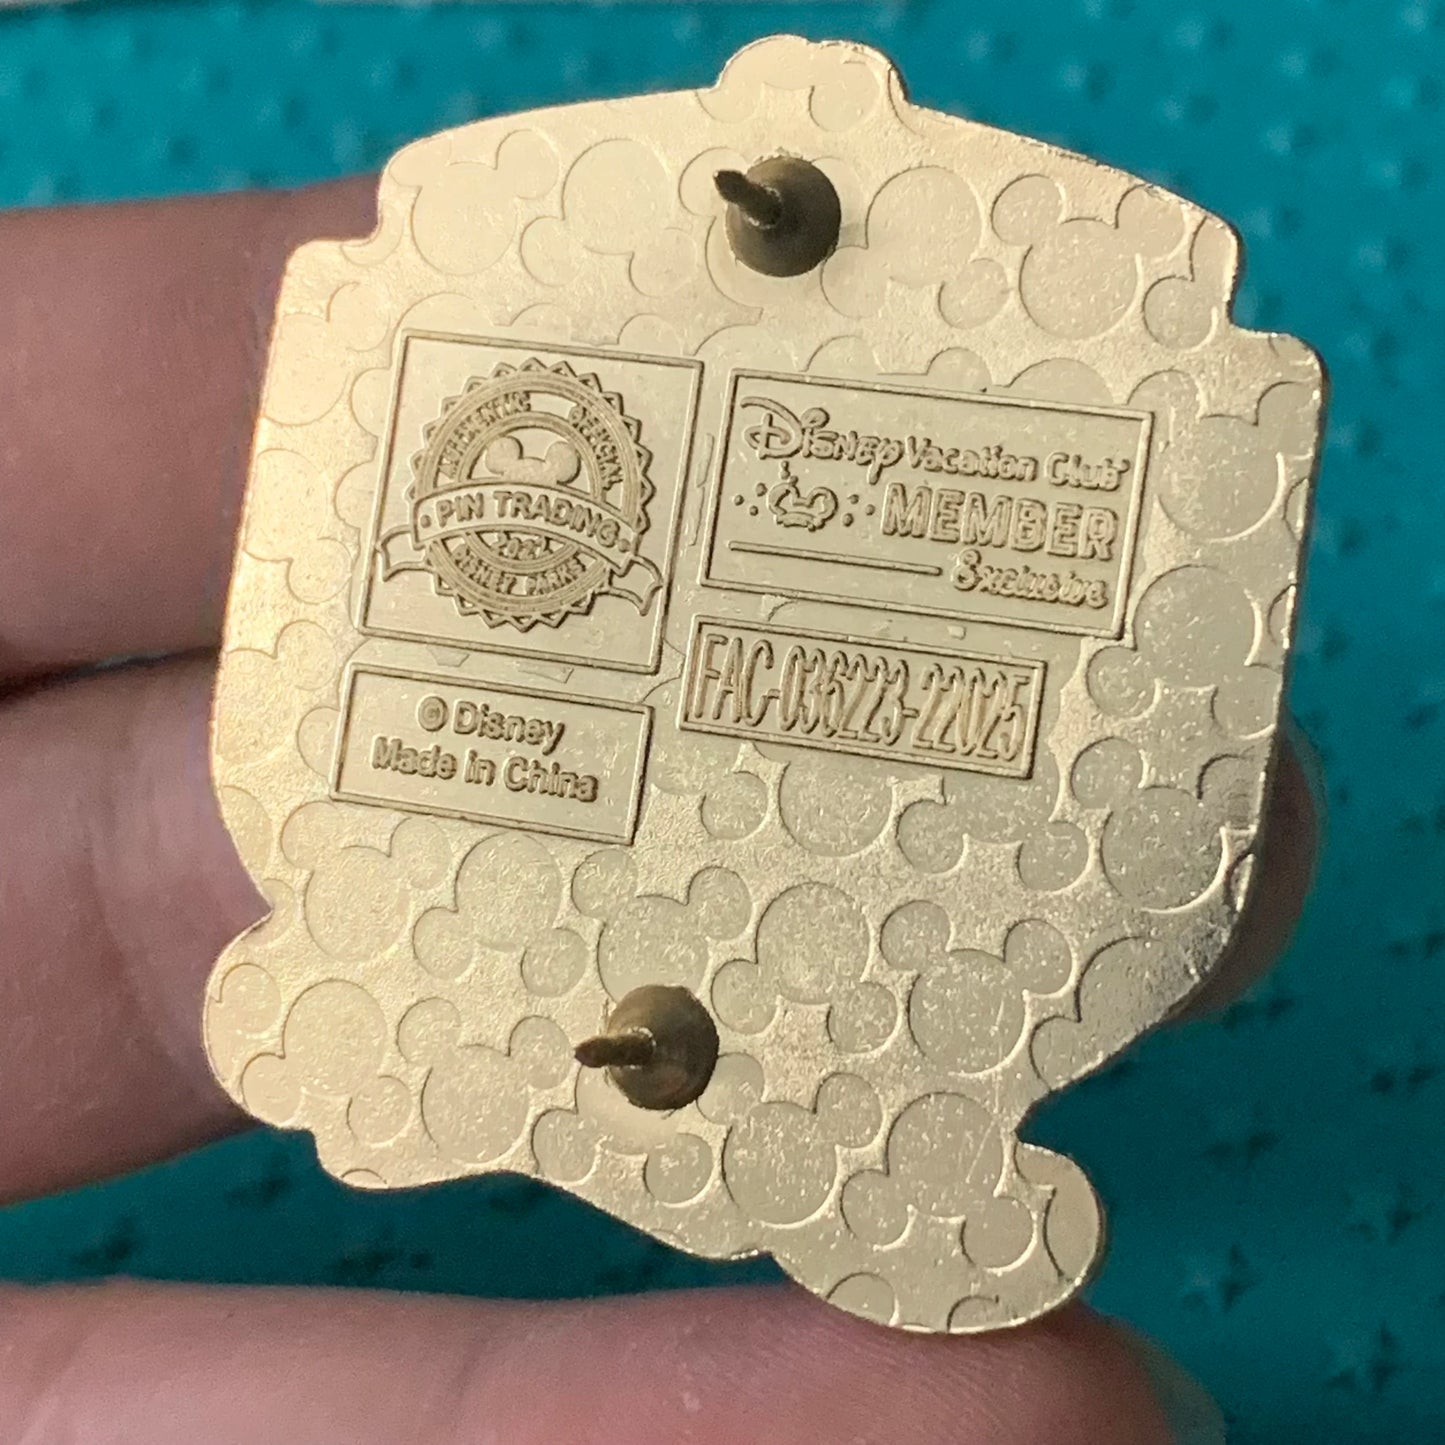 AUTHENTIC OFFICIAL
PIN TRADING
DISNEY PARKS
Disney Vacation Club
MEMBER
Exclusive
FAC-036223-22025
© Disney
Made in China